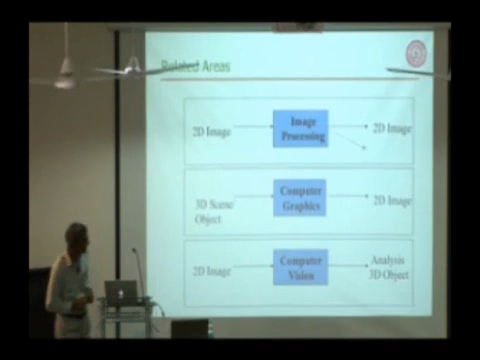 Related Areas
2D Image
Image
Processing
2D Image
3D Scene/
Object
Computer
Graphics
2D Image
2D Image
Computer
Vision
Analysis
3D Object